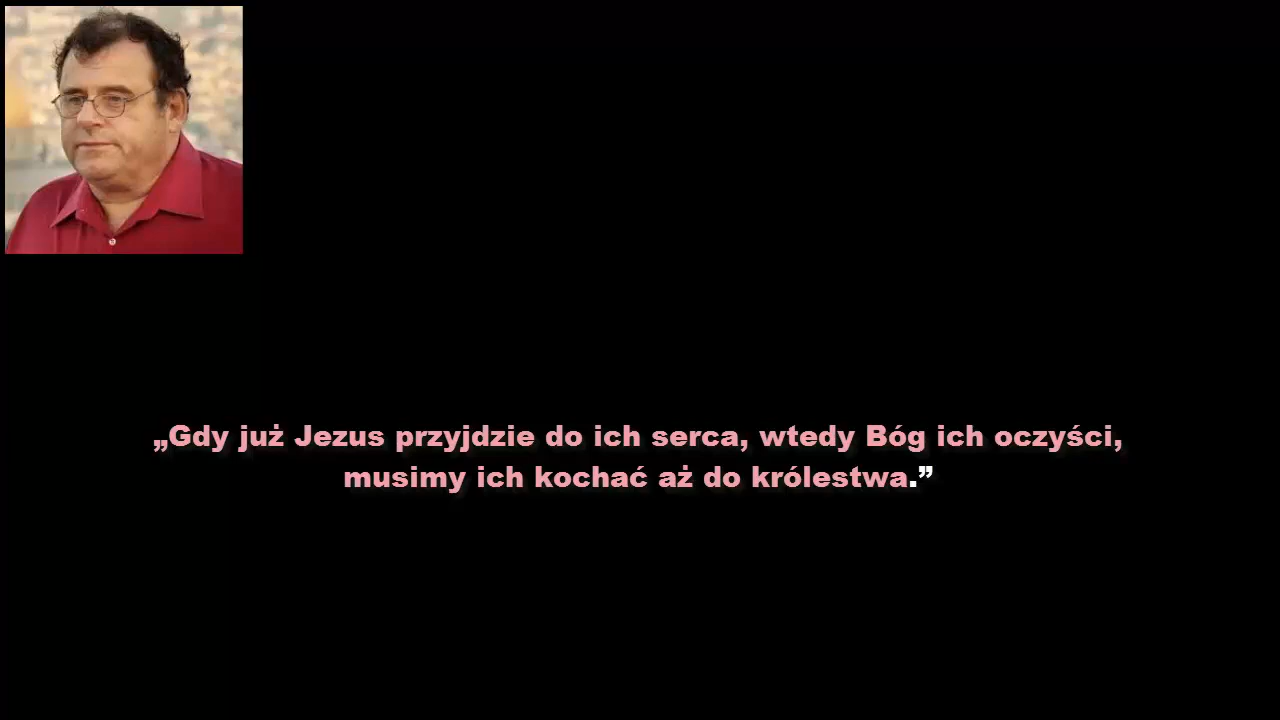 „Gdy już Jezus przyjdzie do ich serca, wtedy Bóg ich oczyści,
musimy ich kochać aż do królestwa.”